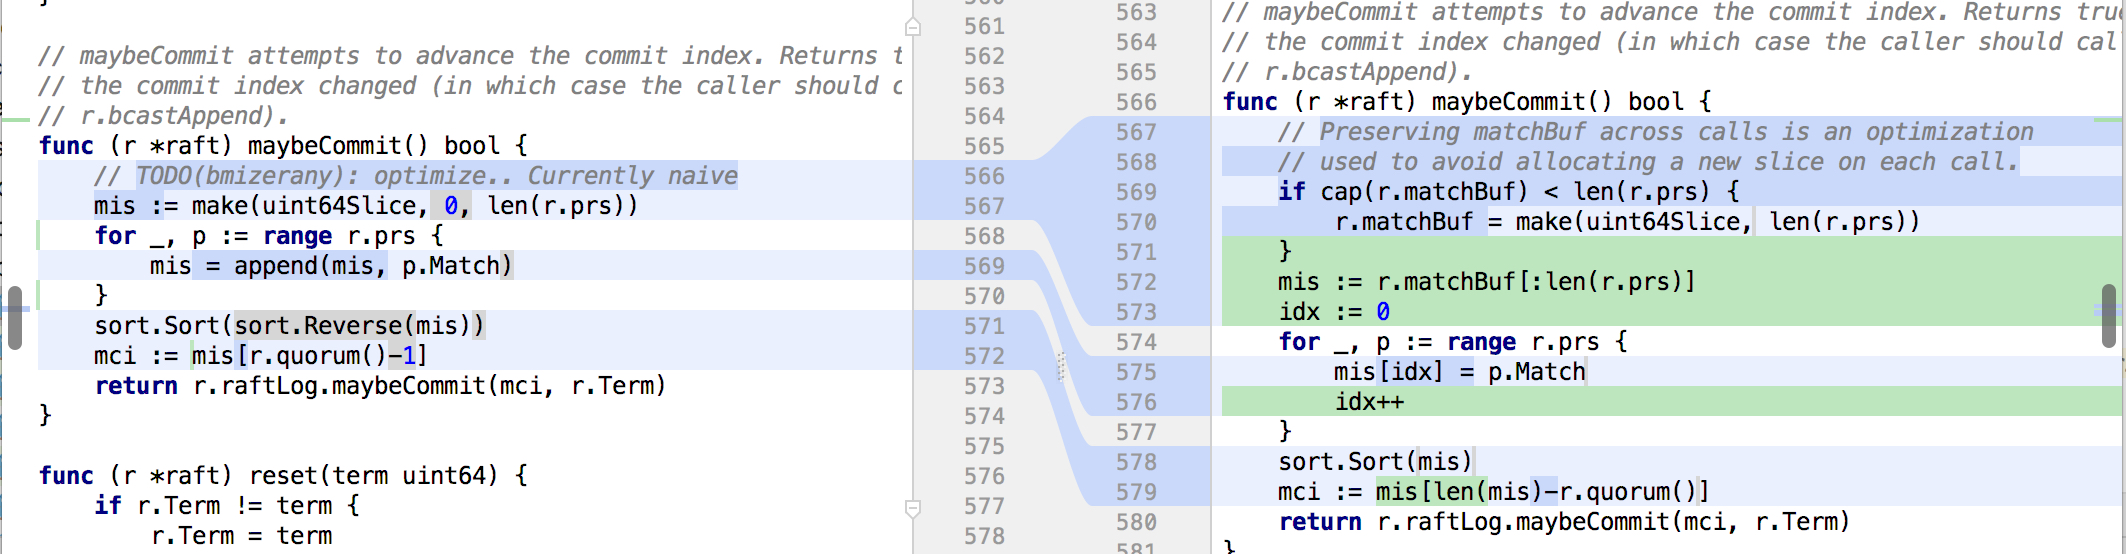 // maybeCommit attempts to advance the commit index. Returns t
// the commit index changed (in which case the caller should c
// r.bcastAppend).
func (r *raft) maybeCommit() bool {
// TODO(bmizerany): optimize.. Currently naive
mis := make(uint64Slice, 0, len(r.prs))
for _, p := range r.prs {
mis = append(mis, p.Match)
}
sort.Sort(sort.Reverse(mis))
mci := mis[r.quorum()-1]
return r.raftLog.maybeCommit(mci, r.Term)
}
func (r *raft) reset(term uint64) {
if r.Term != term {
r.Term = term
561
562
563
564
565
566
567
568
569
570
571
572
573
574
575
576
577
578
563
564
565
566
567
568
569
570
571
572
573
574
575
576
577
578
579
580
581
// maybeCommit attempts to advance the commit index. Returns tru
// the commit index changed (in which case the caller should cal
// r.bcastAppend).
func (r *raft) maybeCommit() bool {
// Preserving matchBuf across calls is an optimization
// used to avoid allocating a new slice on each call.
if cap(r.matchBuf) < len(r.prs) {
r.matchBuf = make(uint64Slice, len(r.prs))
}
mis := r.matchBuf[:len(r.prs)]
idx := 0
for _, p := range r.prs {
mis[idx] = p.Match
idx++
}
sort.Sort(mis)
mci := mis[len(mis)-r.quorum()]
return r.raftLog.maybeCommit(mci, r.Term)
}